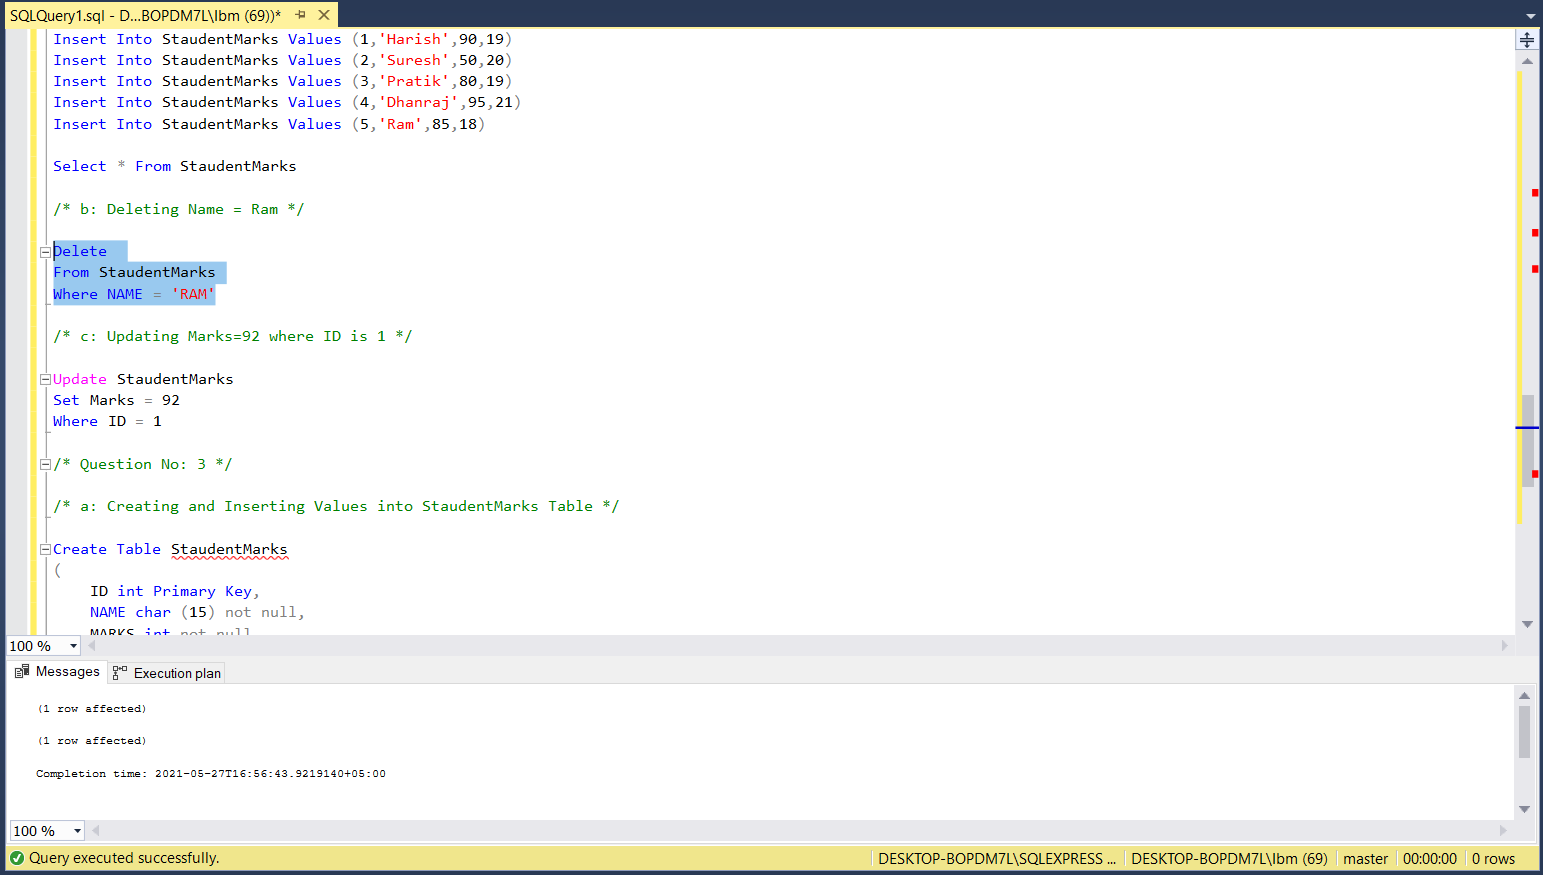 SQLQuery1.sql - D...BOPDM7L\lbm (69))*
Insert Into StaudentMarks Values (1,'Harish',90,19)
Insert Into StaudentMarks Values (2,'Suresh',50,20)
Insert Into StaudentMarks Values (3,'Pratik',80,19)
Insert Into StaudentMarks Values (4,'Dhanraj',95,21)
Insert Into StaudentMarks Values (5,'Ram',85,18)
Select * From StaudentMarks
/* b: Deleting Name = Ram */
Delete
From StaudentMarks
Where NAME = 'RAM'
/* c: Updating Marks=92 where ID is 1 */
Update StaudentMarks
Set Marks = 92
Where ID = 1
/* Question No: 3 */
/* a: Creating and Inserting Values into StaudentMarks Table */
Create Table StaudentMarks
(
ID int Primary Key,
NAME char (15) not null,
MARKS int not null
100 %
Messages Execution plan
(1 row affected)
(1 row affected)
Completion time: 2021-05-27T16:56:43.9219140+05:00
100 %
Query executed successfully. DESKTOP-BOPDM7L\SQLEXPRESS ... DESKTOP-BOPDM7L\lbm (69) master 00:00:00 0 rows